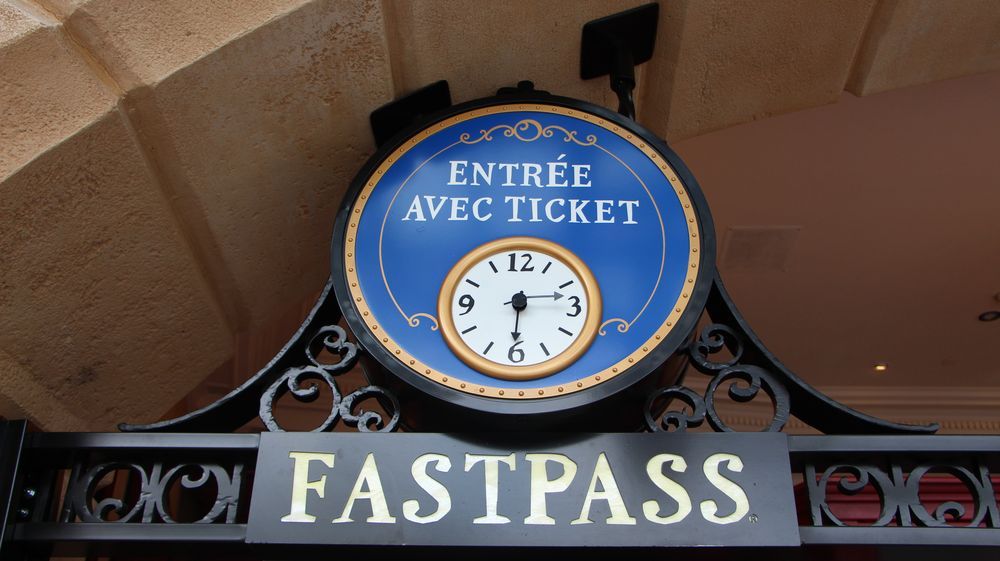 ENTRÉE
AVEC TICKET
12
9 3
6
FASTPASS